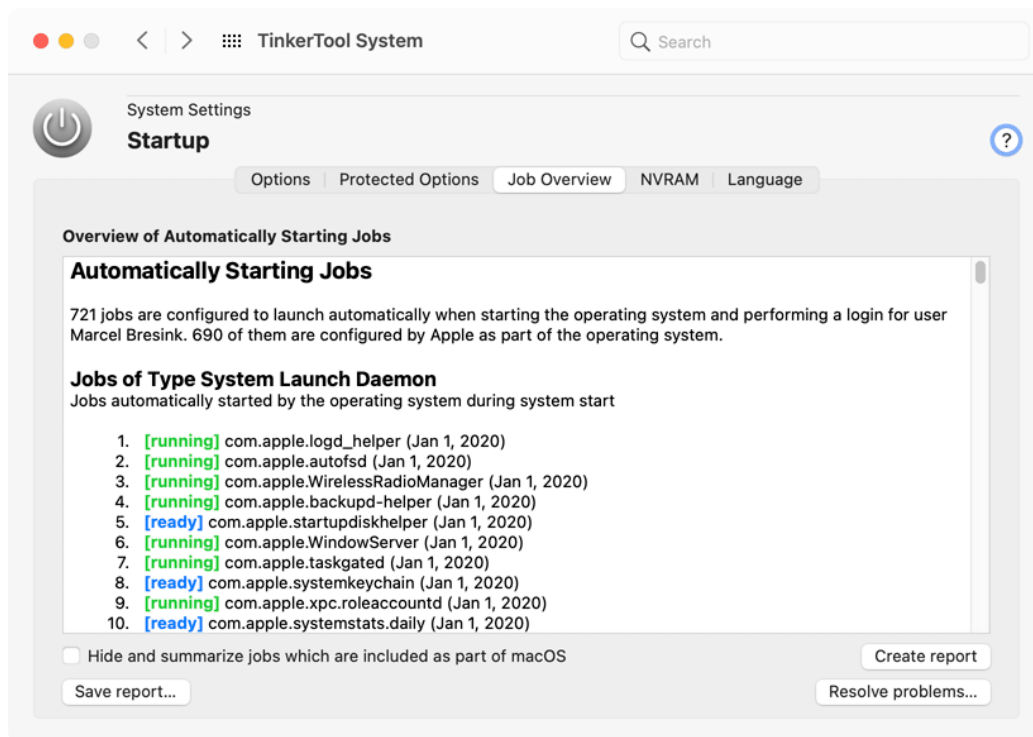 TinkerTool System
Search
System Settings
Startup
?
Options Protected Options Job Overview NVRAM Language
Overview of Automatically Starting Jobs
Automatically Starting Jobs
721 jobs are configured to launch automatically when starting the operating system and performing a login for user
Marcel Bresink. 690 of them are configured by Apple as part of the operating system.
Jobs of Type System Launch Daemon
Jobs automatically started by the operating system during system start
1. [running] com.apple.logd_helper (Jan 1, 2020)
2. [running] com.apple.autofsd (Jan 1, 2020)
3. [running] com.apple.WirelessRadioManager (Jan 1, 2020)
4. [running] com.apple.backupd-helper (Jan 1, 2020)
5. [ready] com.apple.startupdiskhelper (Jan 1, 2020)
6. [running] com.apple.WindowServer (Jan 1, 2020)
7. [running] com.apple.taskgated (Jan 1, 2020)
8. [ready] com.apple.systemkeychain (Jan 1, 2020)
9. [running] com.apple.xpc.roleaccountd (Jan 1, 2020)
10. [ready] com.apple.systemstats.daily (Jan 1, 2020)
Hide and summarize jobs which are included as part of macOS
Create report
Save report...
Resolve problems...